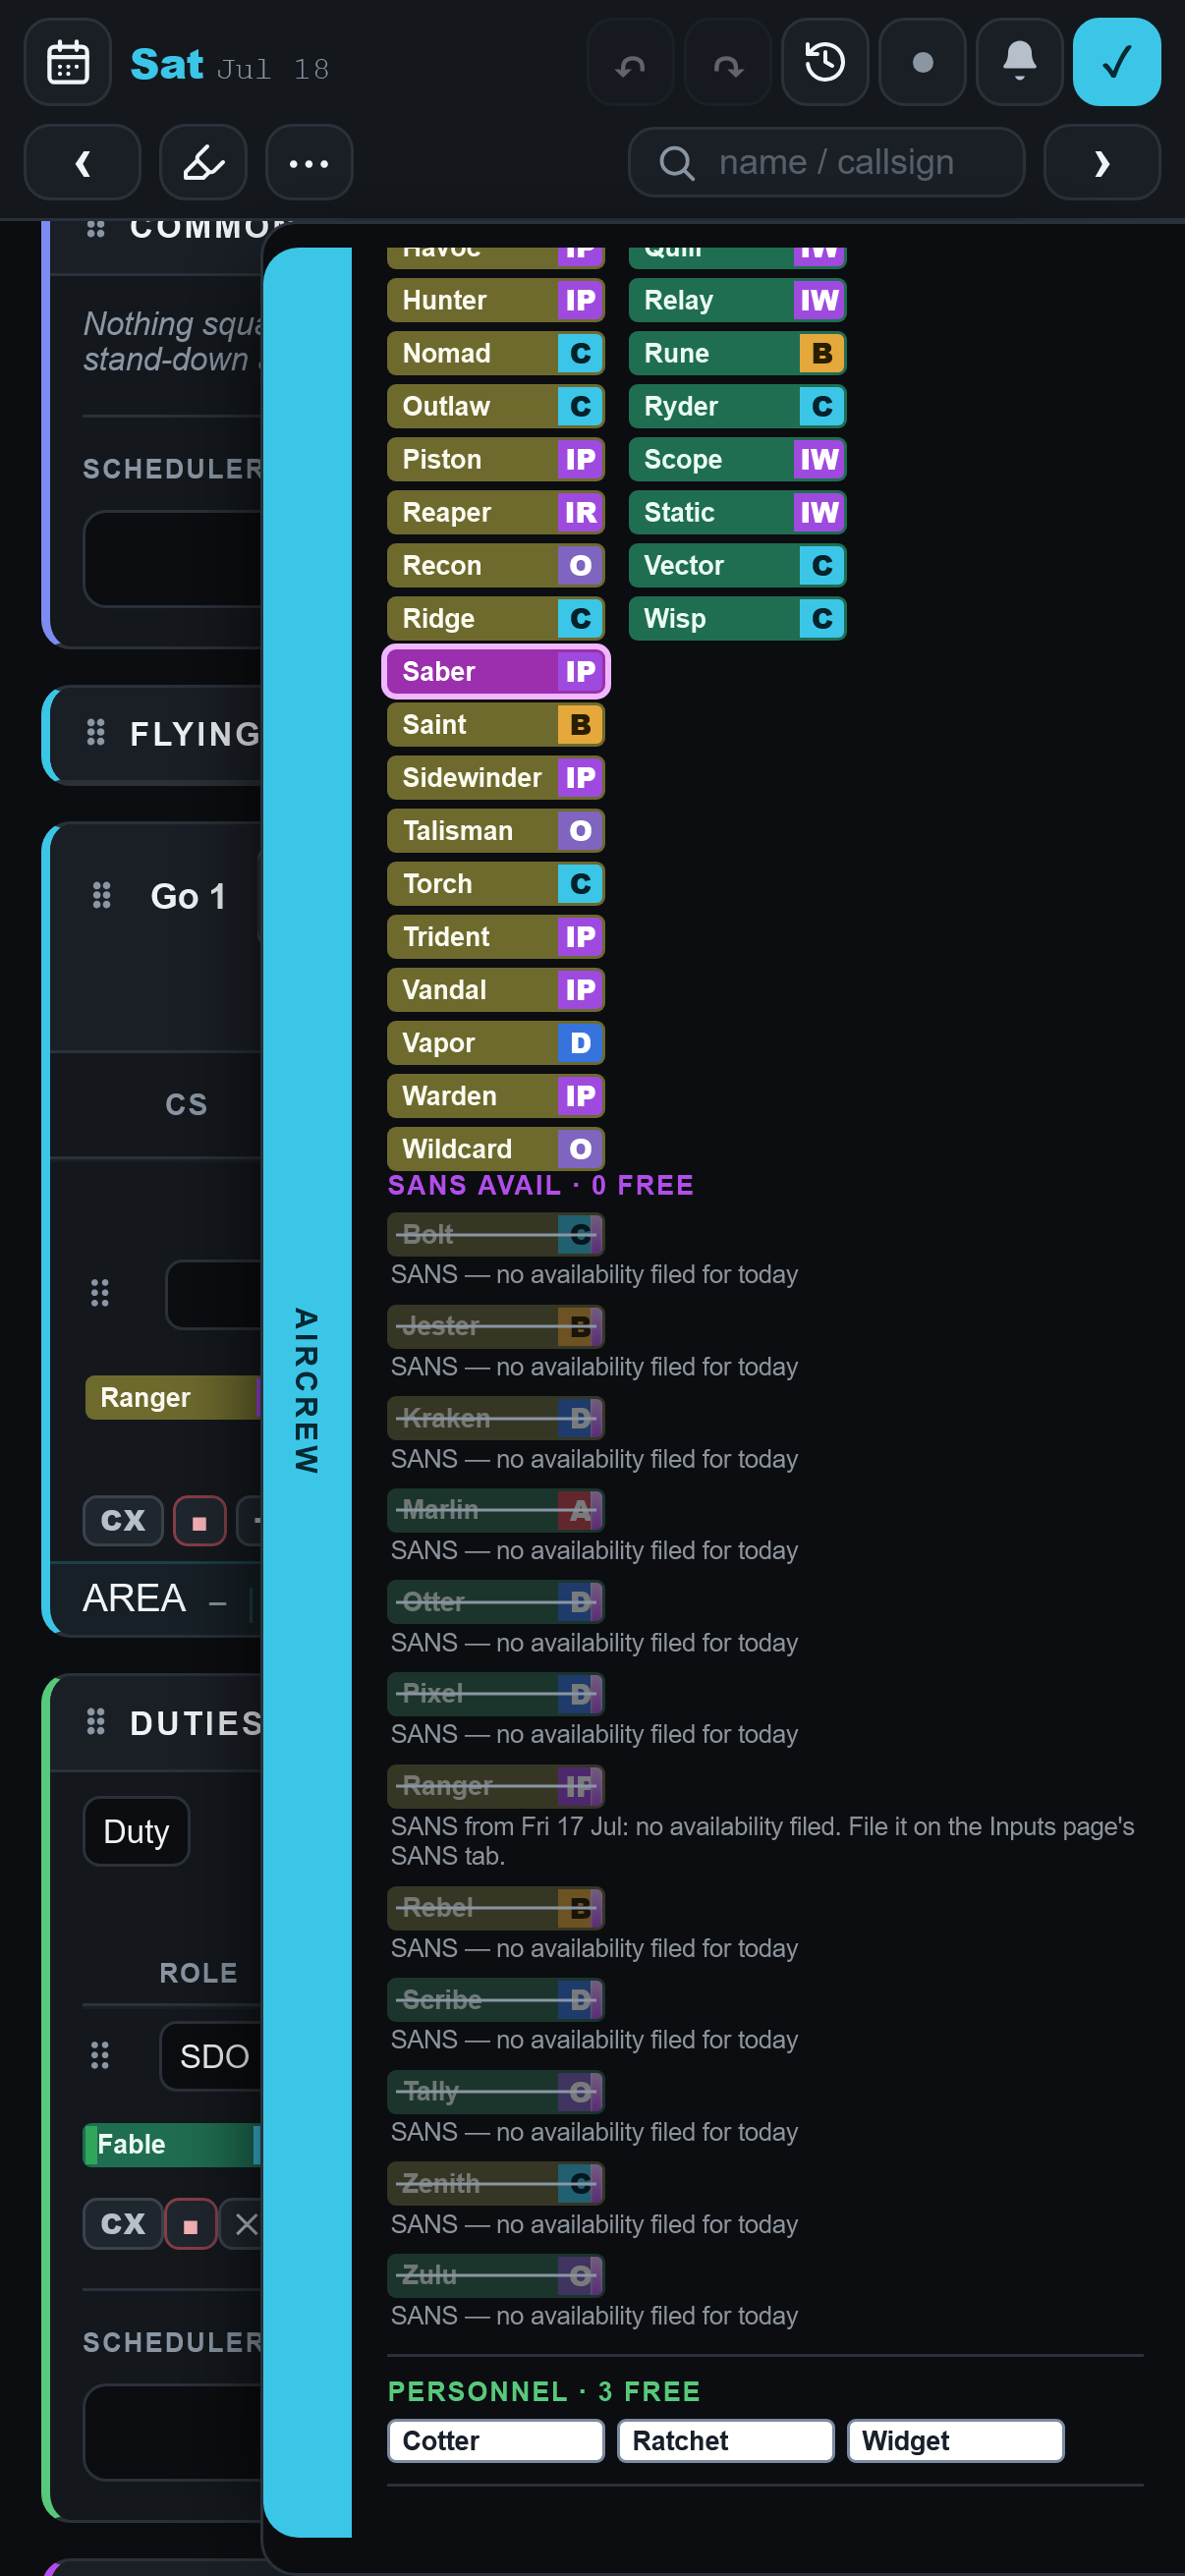 Sat Jul 18
name / callsign
COMMON
Nothing squa
stand-down
SCHEDULER
FLYING
Go 1
CS
Ranger
CX
AREA –
DUTIES
Duty
ROLE
SDO
Fable
CX
SCHEDULER
AIRCREW
Havoc IP
Quill IW
Hunter IP
Relay IW
Nomad C
Rune B
Outlaw C
Ryder C
Piston IP
Scope IW
Reaper IR
Static IW
Recon O
Vector C
Ridge C
Wisp C
Saber IP
Saint B
Sidewinder IP
Talisman O
Torch C
Trident IP
Vandal IP
Vapor D
Warden IP
Wildcard O
SANS AVAIL · 0 FREE
Bolt C
SANS — no availability filed for today
Jester B
SANS — no availability filed for today
Kraken D
SANS — no availability filed for today
Marlin A
SANS — no availability filed for today
Otter D
SANS — no availability filed for today
Pixel D
SANS — no availability filed for today
Ranger IP
SANS from Fri 17 Jul: no availability filed. File it on the Inputs page's
SANS tab.
Rebel B
SANS — no availability filed for today
Scribe D
SANS — no availability filed for today
Tally O
SANS — no availability filed for today
Zenith C
SANS — no availability filed for today
Zulu O
SANS — no availability filed for today
PERSONNEL · 3 FREE
Cotter
Ratchet
Widget